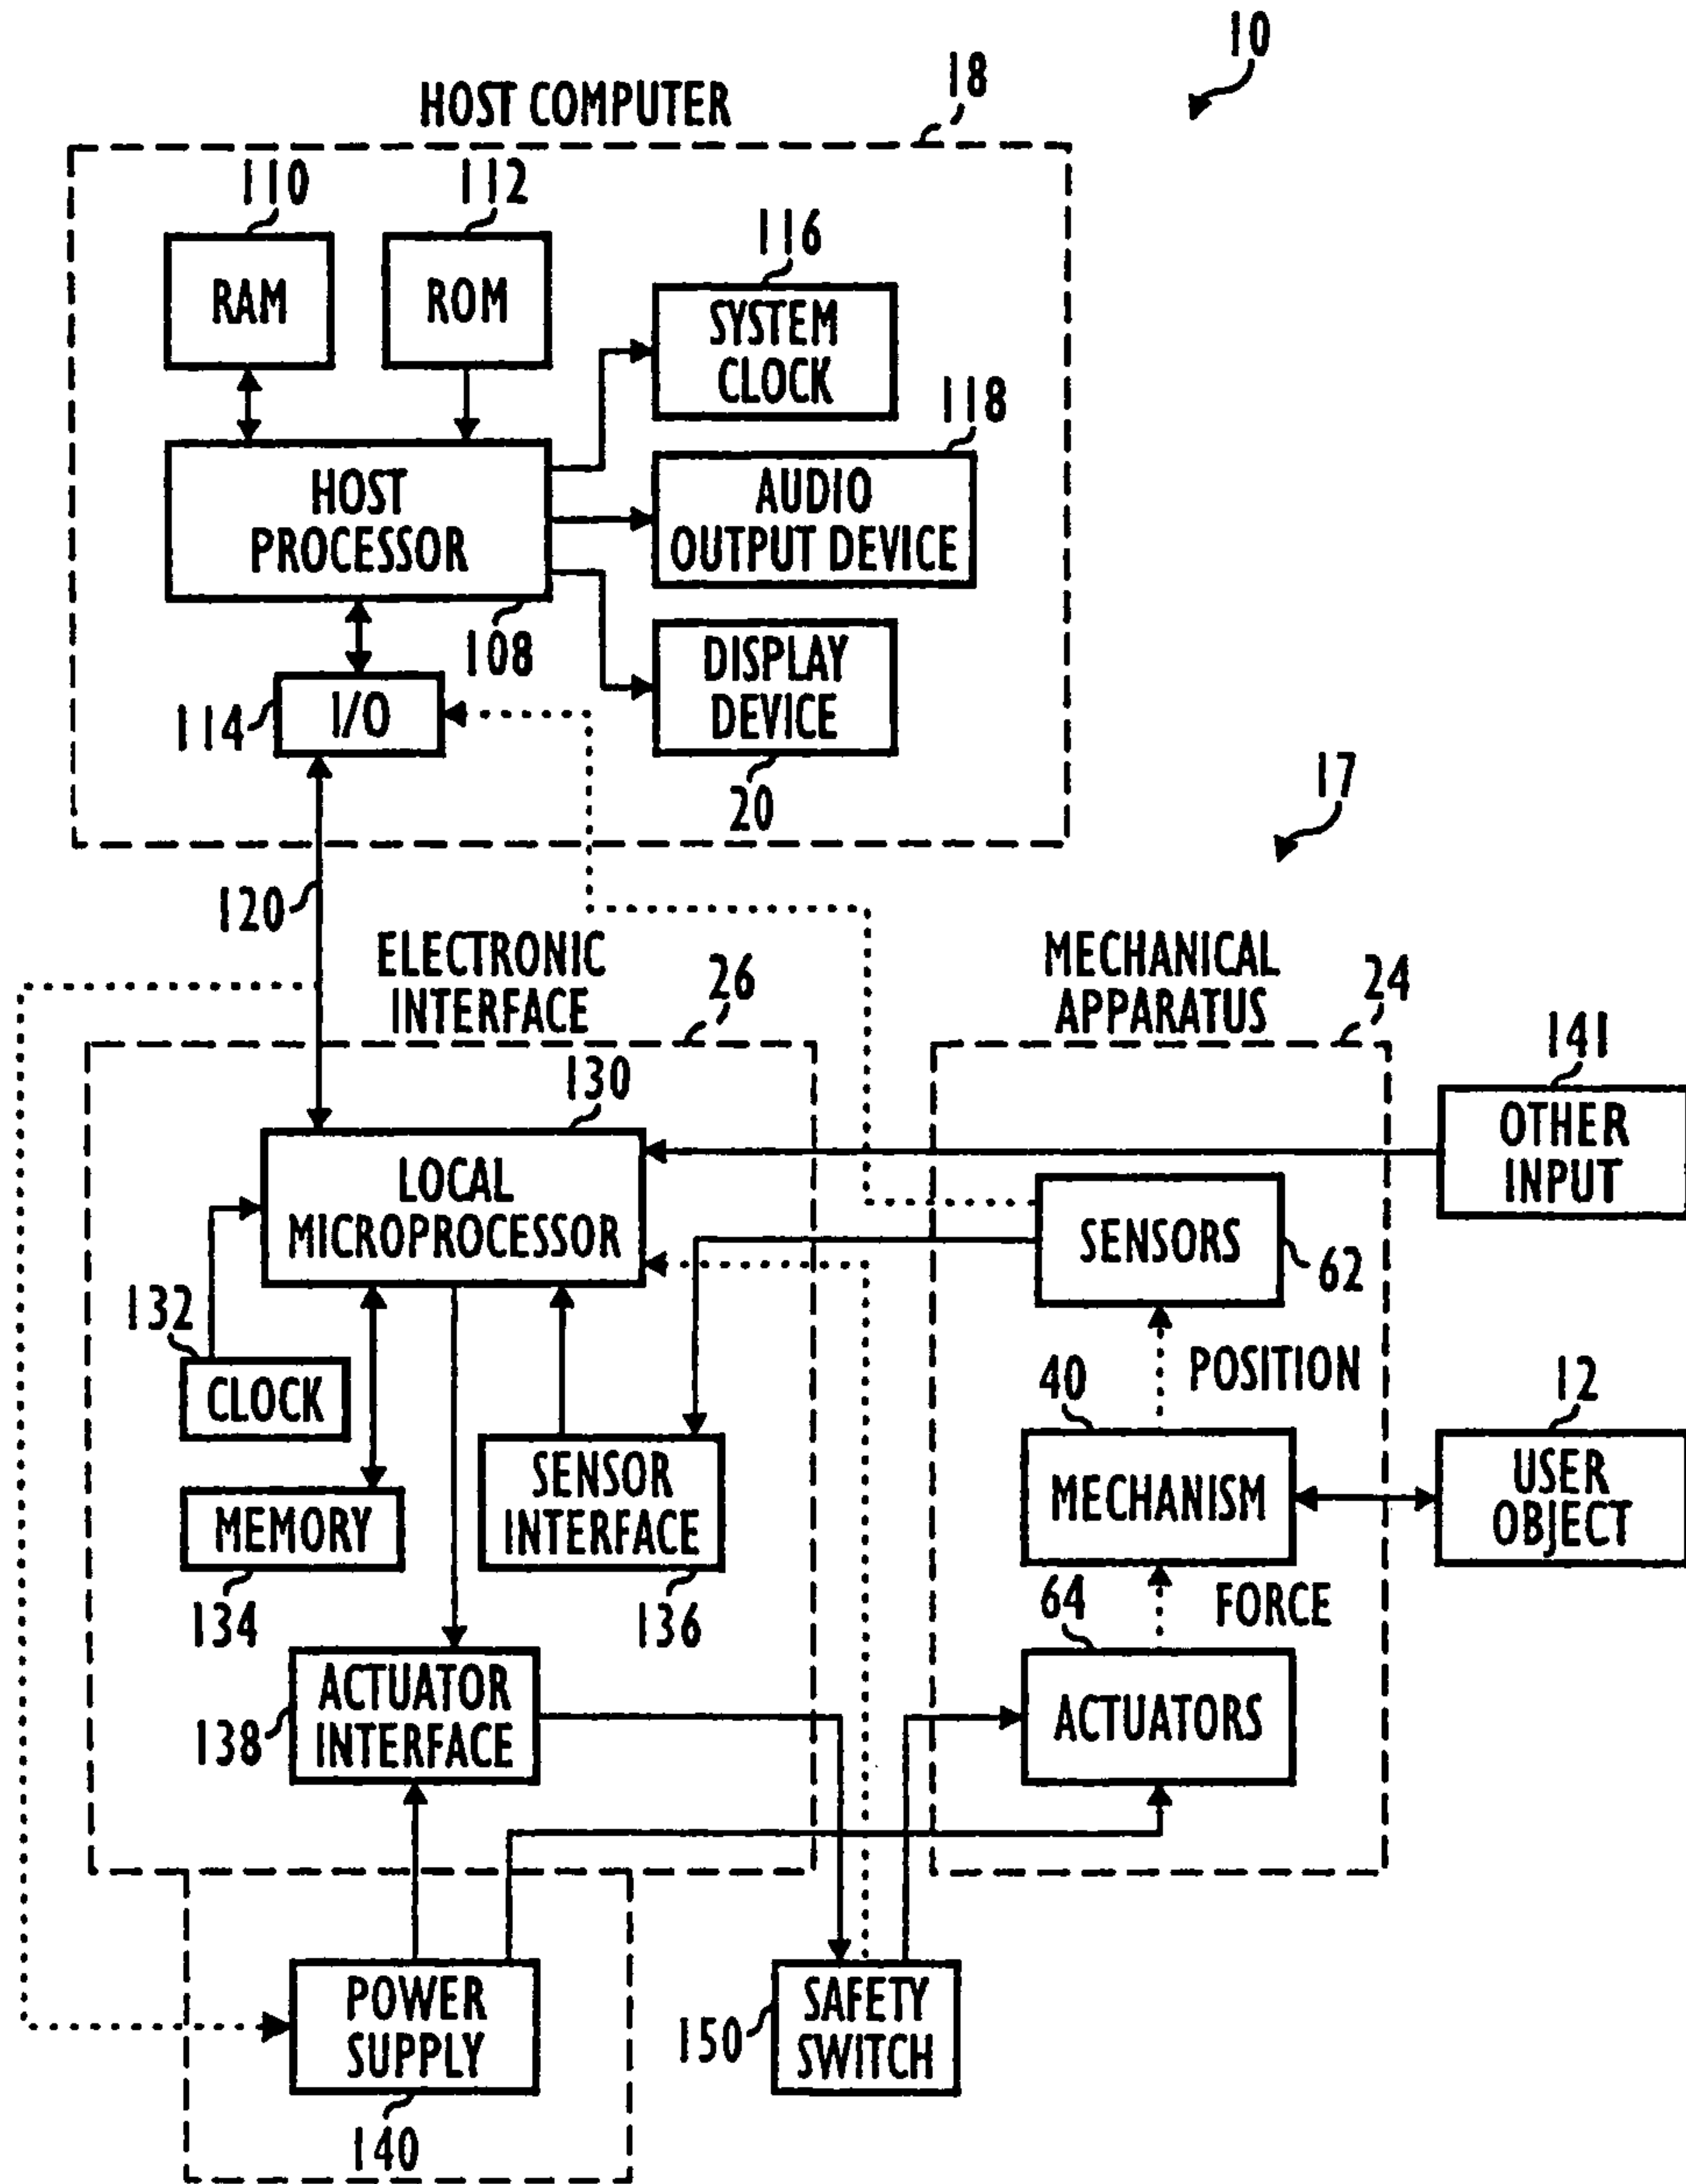 10
HOST COMPUTER
18
110
112
RAM
ROM
116
SYSTEM
CLOCK
118
HOST
PROCESSOR
AUDIO
OUTPUT DEVICE
108
DISPLAY
DEVICE
114
I/O
20
17
120
ELECTRONIC
INTERFACE
26
MECHANICAL
APPARATUS
24
141
OTHER
INPUT
130
LOCAL
MICROPROCESSOR
SENSORS
62
132
CLOCK
POSITION
40
12
MECHANISM
USER
OBJECT
SENSOR
INTERFACE
MEMORY
134
136
64
FORCE
ACTUATOR
INTERFACE
138
ACTUATORS
POWER
SUPPLY
140
SAFETY
SWITCH
150